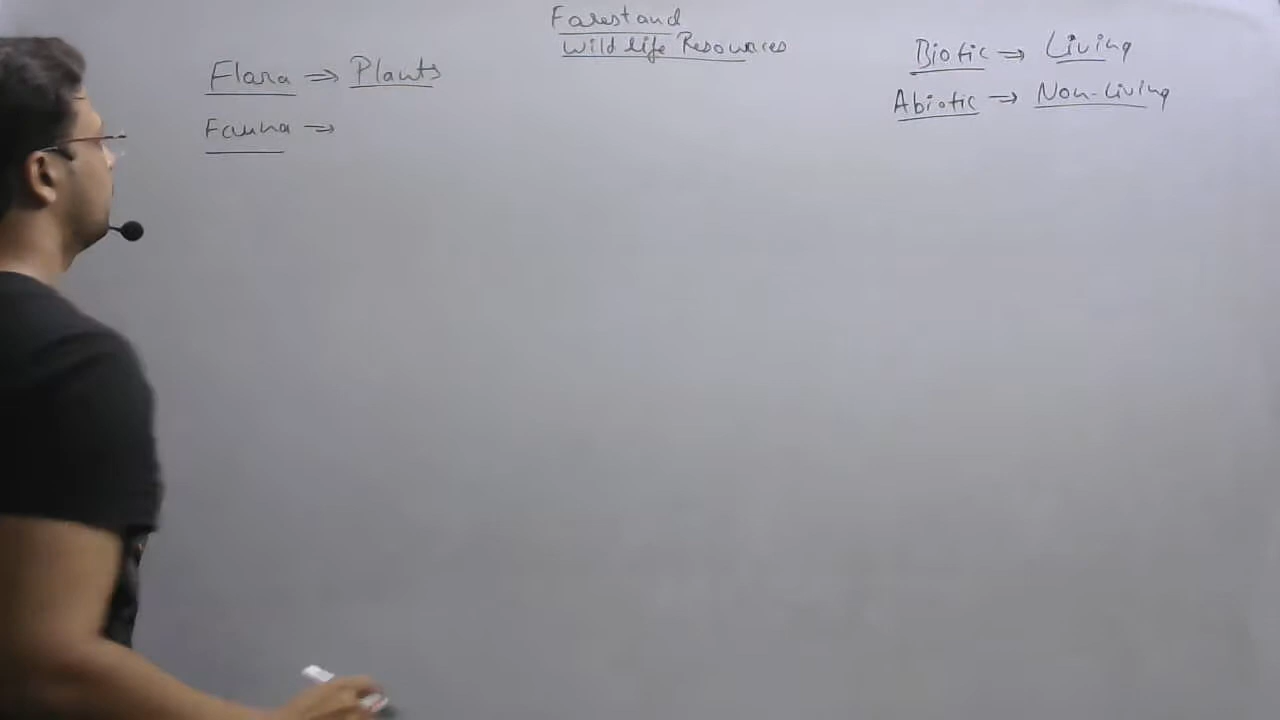 Forest and
Wild life Resources
Flora ⇒ Plants
Fauna →
Biotic → Living
Abiotic → Non-Living